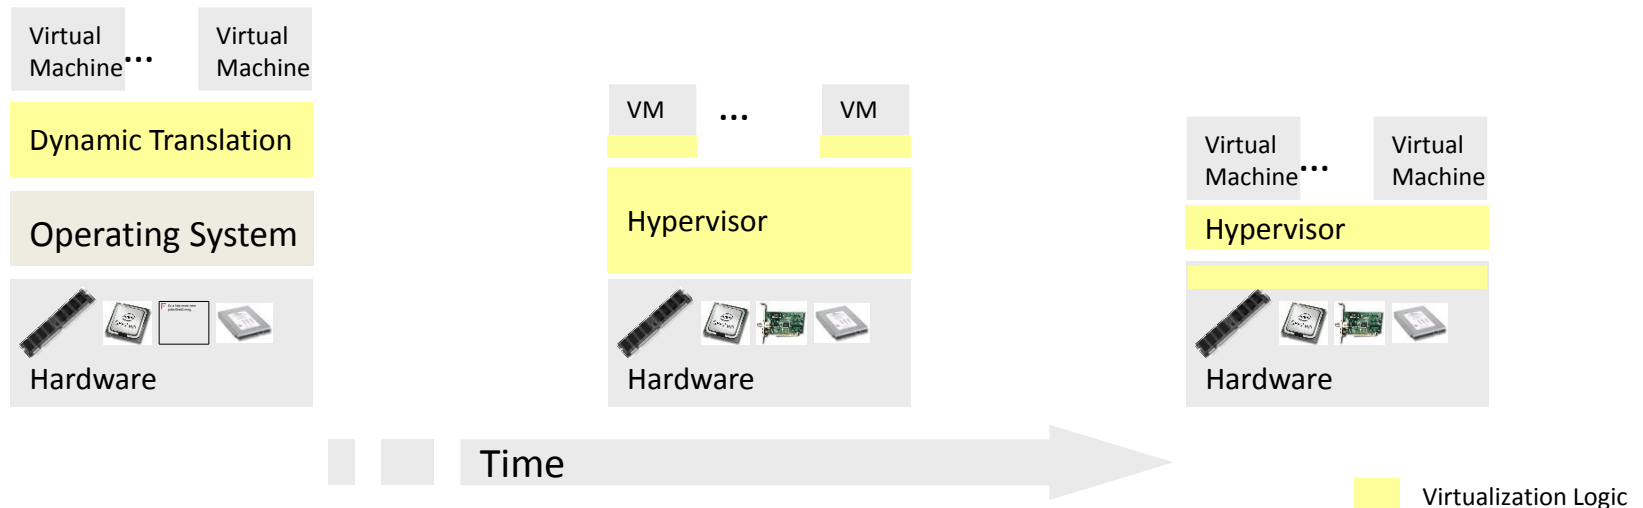 Virtual
Machine
...
Virtual
Machine
Dynamic Translation
Operating System
Hardware
VM
...
VM
Hypervisor
Hardware
Virtual
Machine
...
Virtual
Machine
Hypervisor
Hardware
Time
Virtualization Logic